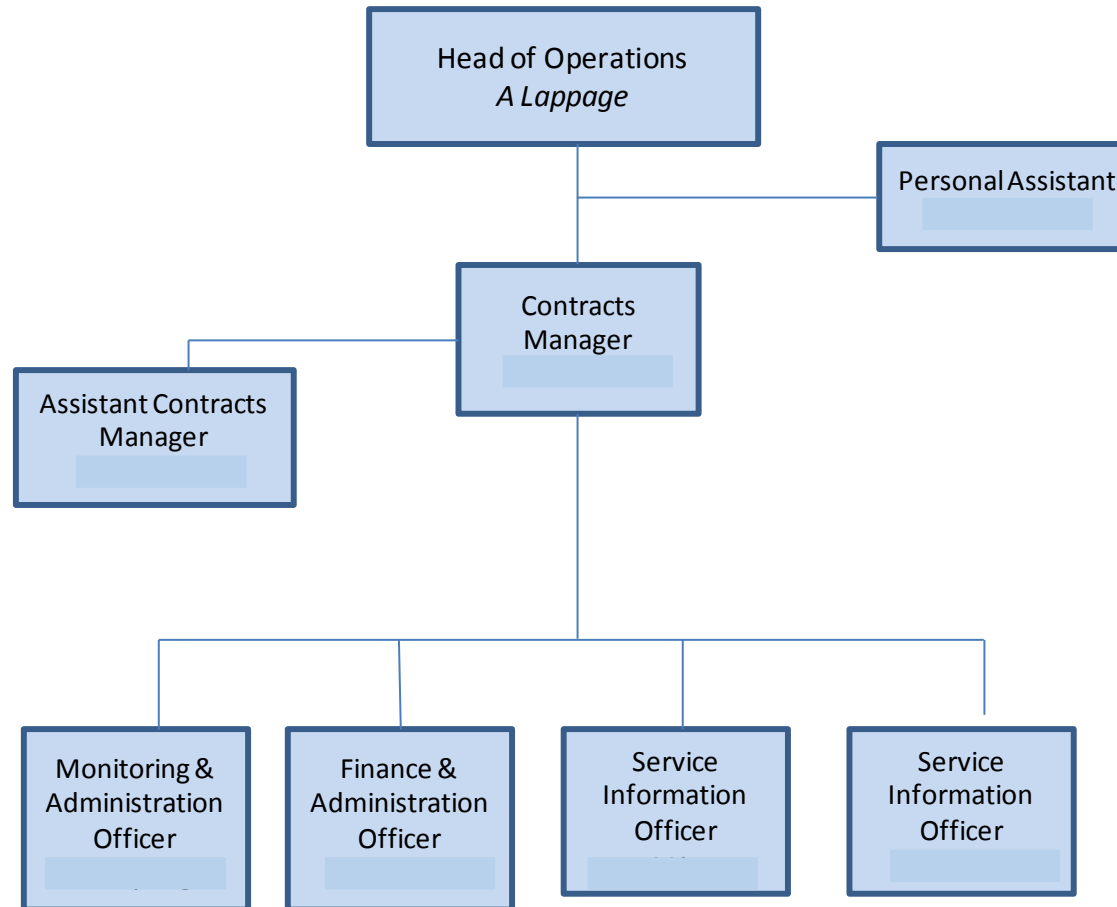 Head of Operations
A Lappage
Personal Assistant
Contracts
Manager
Assistant Contracts
Manager
Monitoring &
Administration
Officer
Finance &
Administration
Officer
Service
Information
Officer
Service
Information
Officer